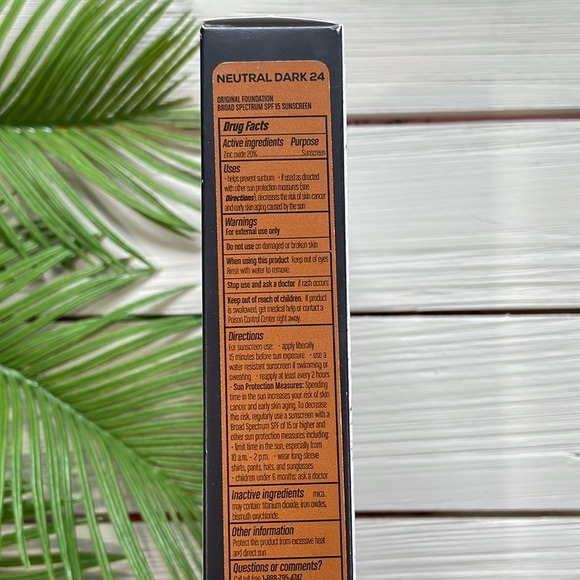 NEUTRAL DARK 24
ORIGINAL FOUNDATION
BROAD SPECTRUM SPF 15 SUNSCREEN
Drug Facts
Active ingredients Purpose
Zinc oxide 20% Sunscreen
Uses
• helps prevent sunburn • if used as directed
with other sun protection measures (see
Directions), decreases the risk of skin cancer
and early skin aging caused by the sun
Warnings
For external use only
Do not use on damaged or broken skin
When using this product keep out of eyes
Rinse with water to remove.
Stop use and ask a doctor if rash occurs
Keep out of reach of children. If product
is swallowed, get medical help or contact a
Poison Control Center right away.
Directions
For sunscreen use: • apply liberally
15 minutes before sun exposure • use a
water resistant sunscreen if swimming or
sweating • reapply at least every 2 hours
• Sun Protection Measures: Spending
time in the sun increases your risk of skin
cancer and early skin aging. To decrease
this risk, regularly use a sunscreen with a
Broad Spectrum SPF of 15 or higher and
other sun protection measures including:
• limit time in the sun, especially from
10 a.m. - 2 p.m. • wear long-sleeve
shirts, pants, hats, and sunglasses
• children under 6 months: ask a doctor
Inactive ingredients mica.
may contain: titanium dioxide, iron oxides,
bismuth oxychloride.
Other information
Protect this product from excessive heat
and direct sun.
Questions or comments?
Call toll free 1-888-795-4747